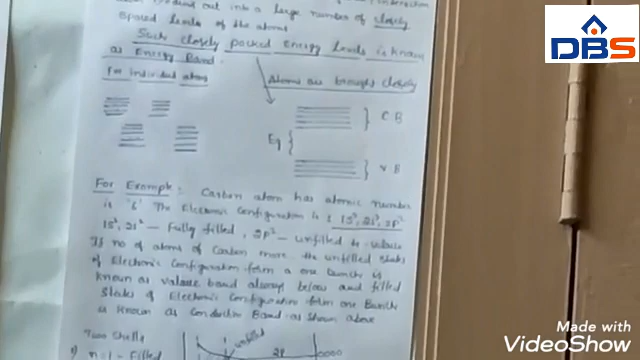 out into a large number of closely
spaced levels of the atoms
Such closely packed energy levels is known
as Energy Band.
For individual atom
Atoms are brought closely
C.B
Eg
V.B
For Example: Carbon atom has atomic number
is '6' The Electronic Configuration is 1S², 2S², 2P²
1S², 2S² - Fully filled, 2P² - unfilled
If no of atoms of Carbon more the unfilled states
of Electronic Configuration form a one bunch is
known as valance band always below and filled
states of Electronic Configuration form one Bunch
is known as Conduction Band as shown above
Two Shells
n=1 - Filled
unfilled
2P
DBS
Made with
VideoShow